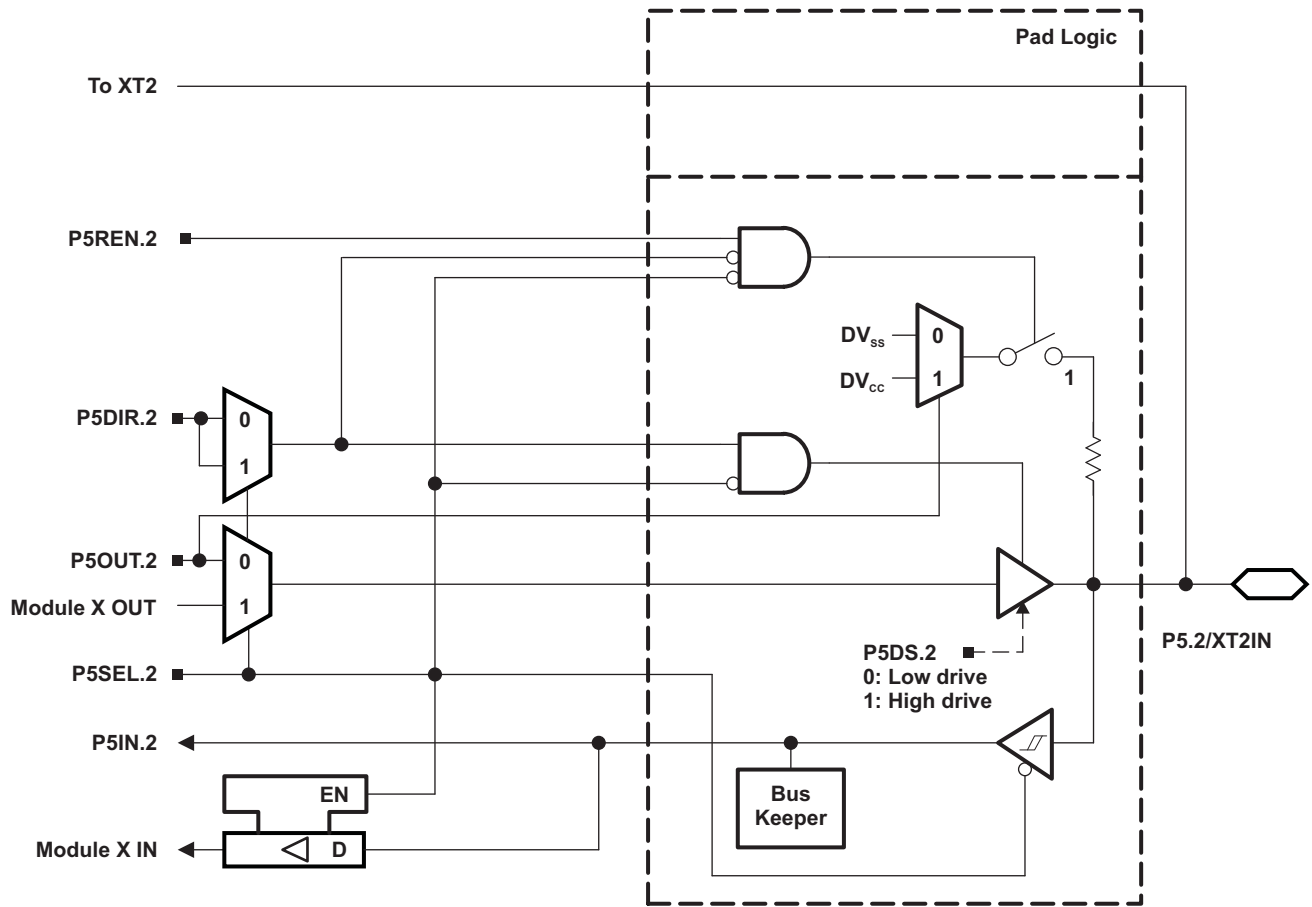 Pad Logic
To XT2
P5REN.2
DVSS
0
DVCC
1
1
P5DIR.2
0
1
P5OUT.2
0
Module X OUT
1
P5DS.2
0: Low drive
1: High drive
P5.2/XT2IN
P5SEL.2
P5IN.2
EN
Bus
Keeper
Module X IN
D